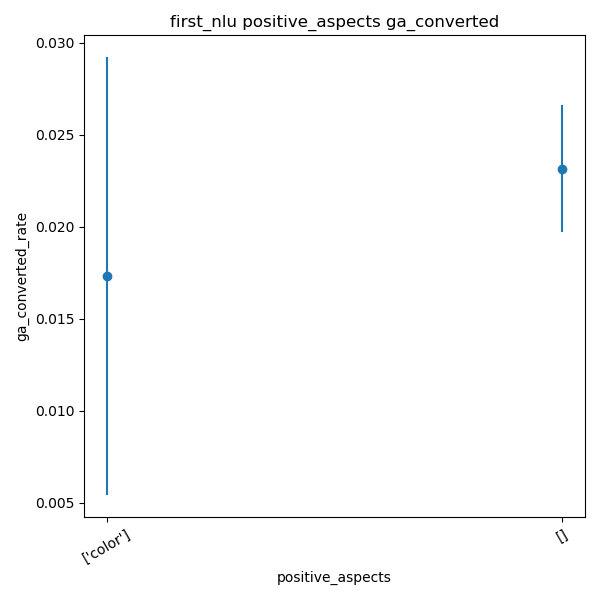 first_nlu positive_aspects ga_converted
0.030
0.025
0.020
0.015
0.010
0.005
ga_converted_rate
['color']
[]
positive_aspects